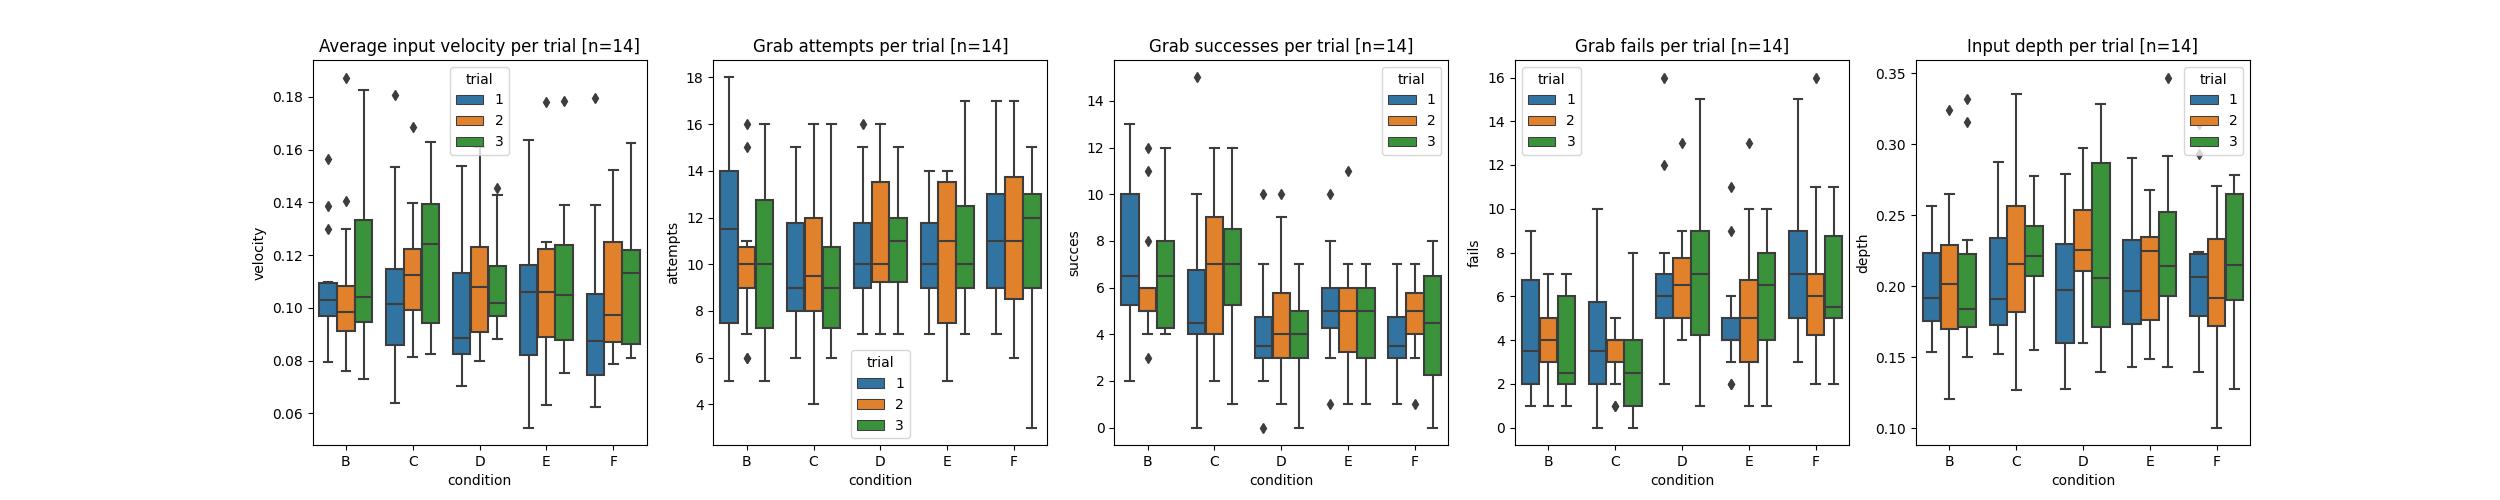 Average input velocity per trial [n=14]
velocity
0.18
0.16
0.14
0.12
0.10
0.08
0.06
trial
1
2
3
B C D E F
condition
Grab attempts per trial [n=14]
attempts
18
16
14
12
10
8
6
4
trial
1
2
3
B C D E F
condition
Grab successes per trial [n=14]
succes
14
12
10
8
6
4
2
0
trial
1
2
3
B C D E F
condition
Grab fails per trial [n=14]
fails
16
14
12
10
8
6
4
2
0
trial
1
2
3
B C D E F
condition
Input depth per trial [n=14]
depth
0.35
0.30
0.25
0.20
0.15
0.10
trial
1
2
3
B C D E F
condition